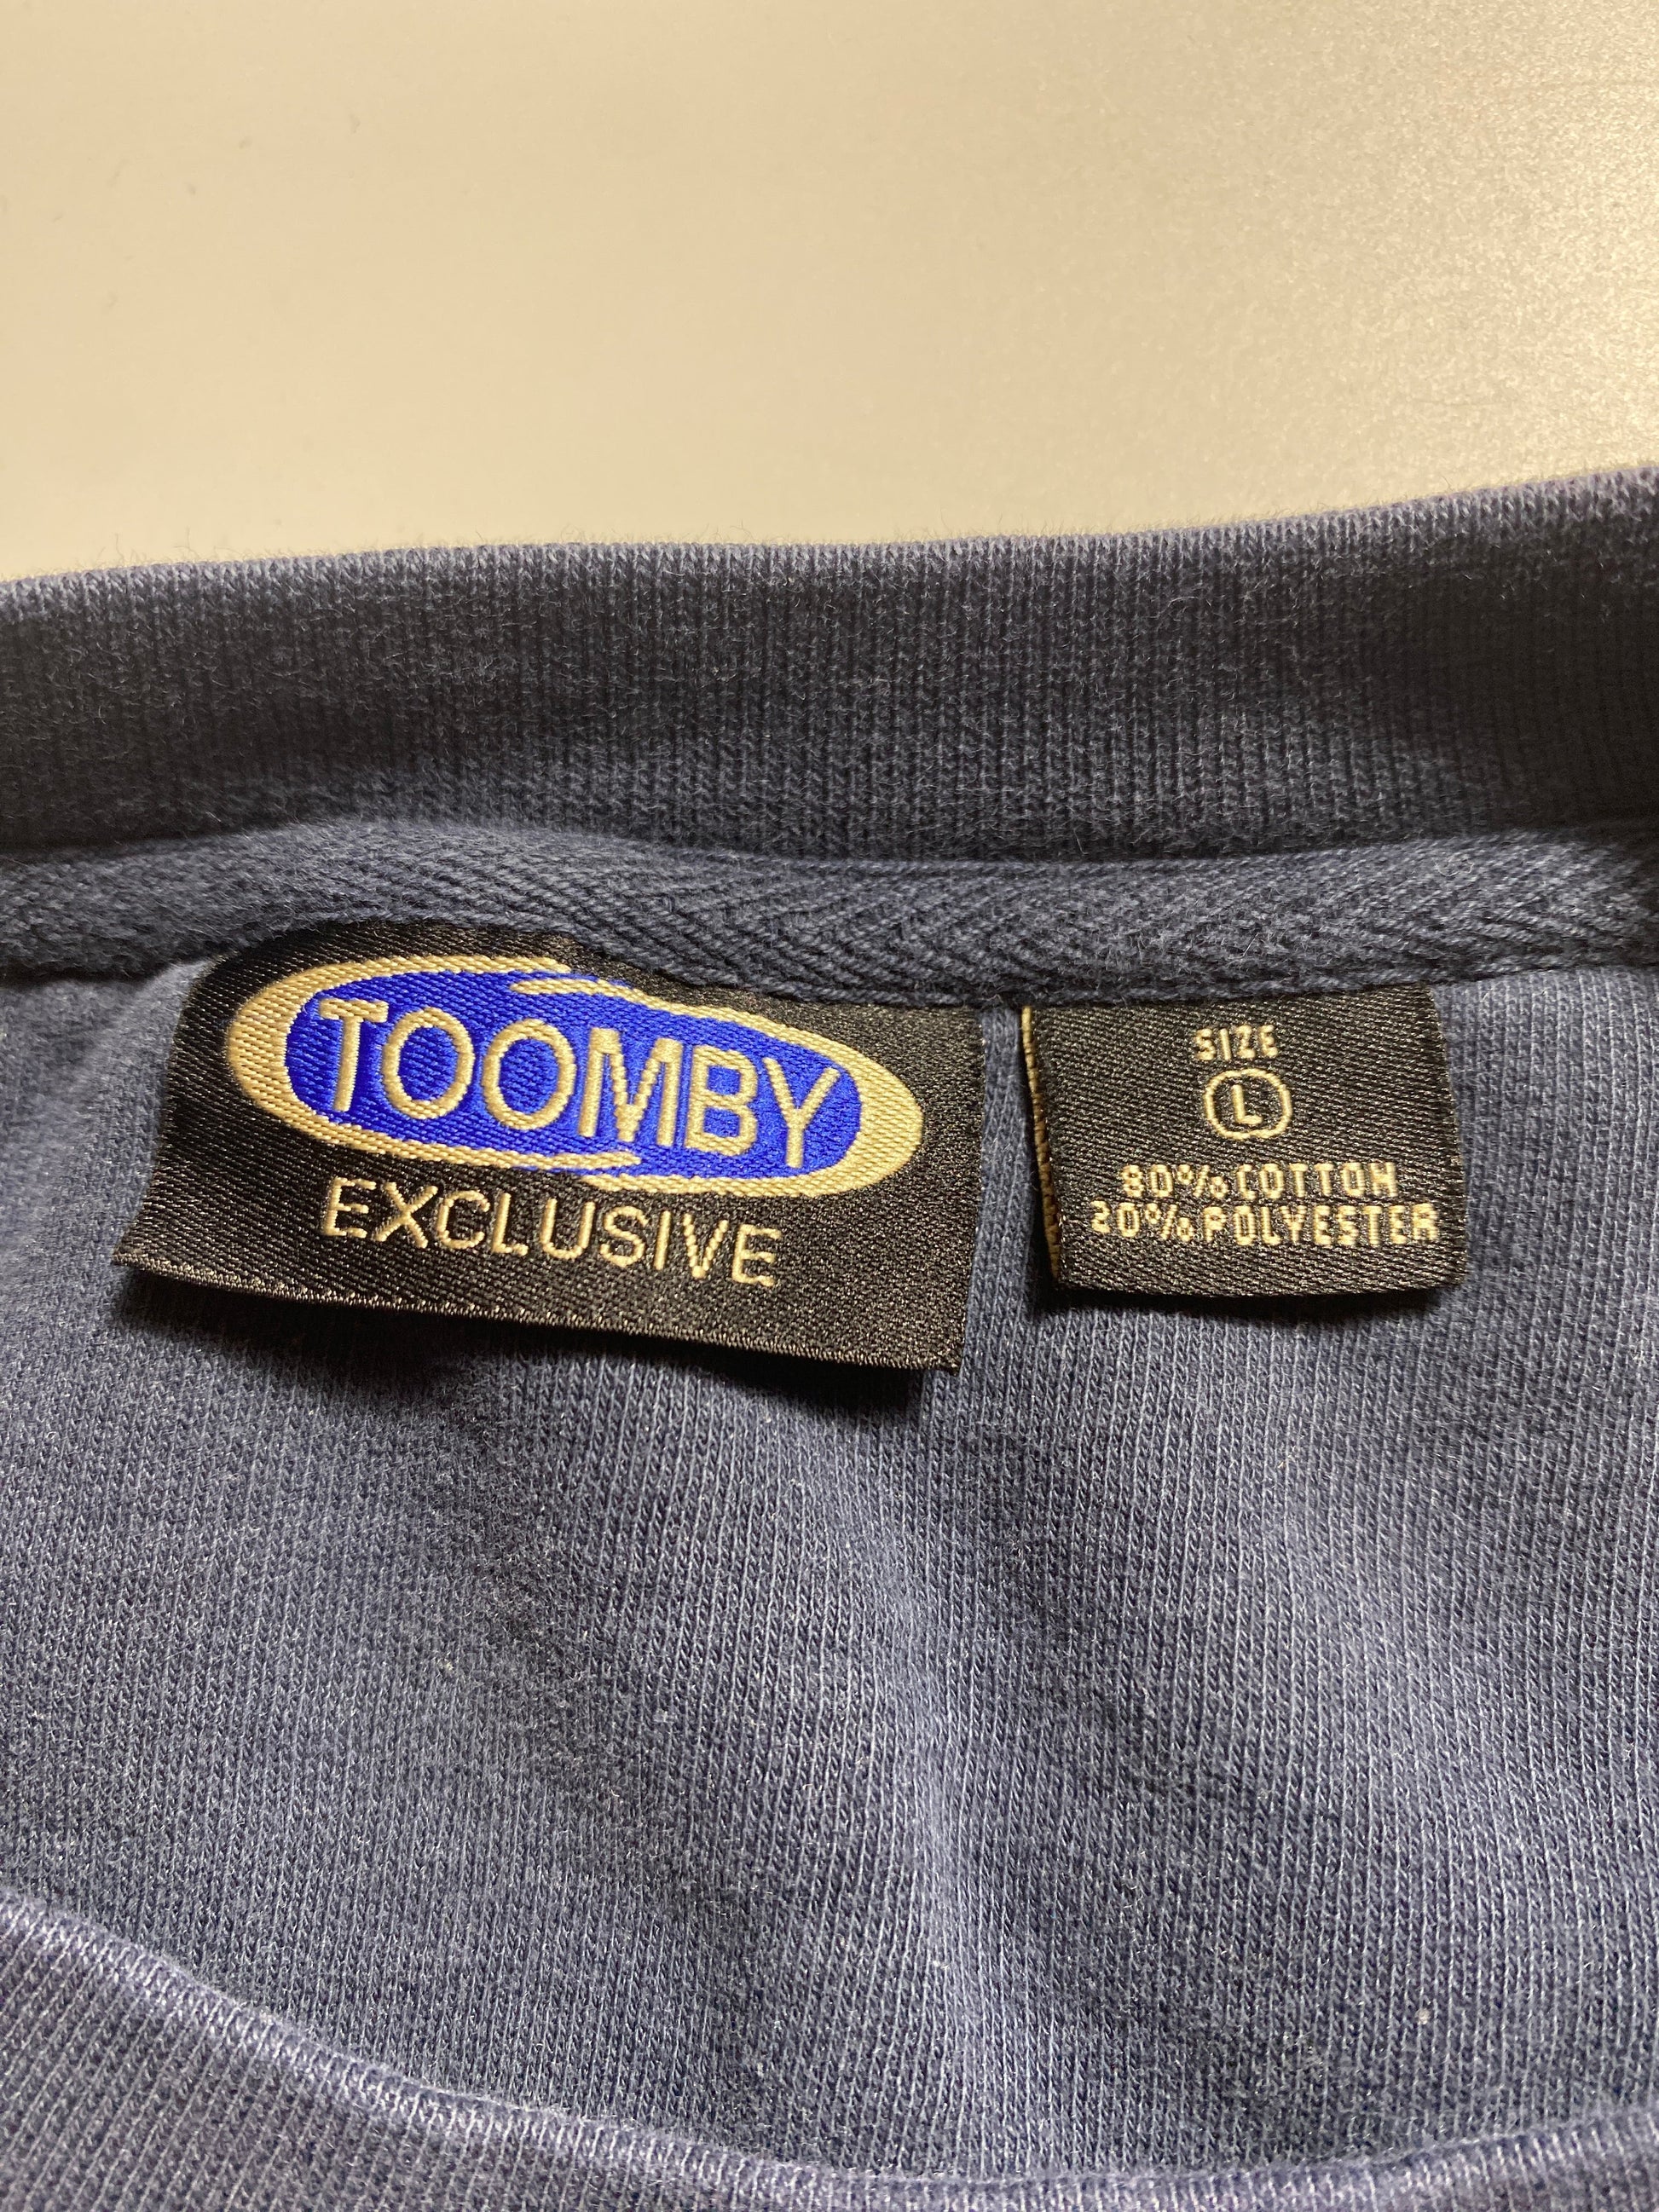 TOOMBY
EXCLUSIVE
SIZE
L
80% COTTON
20% POLYESTER